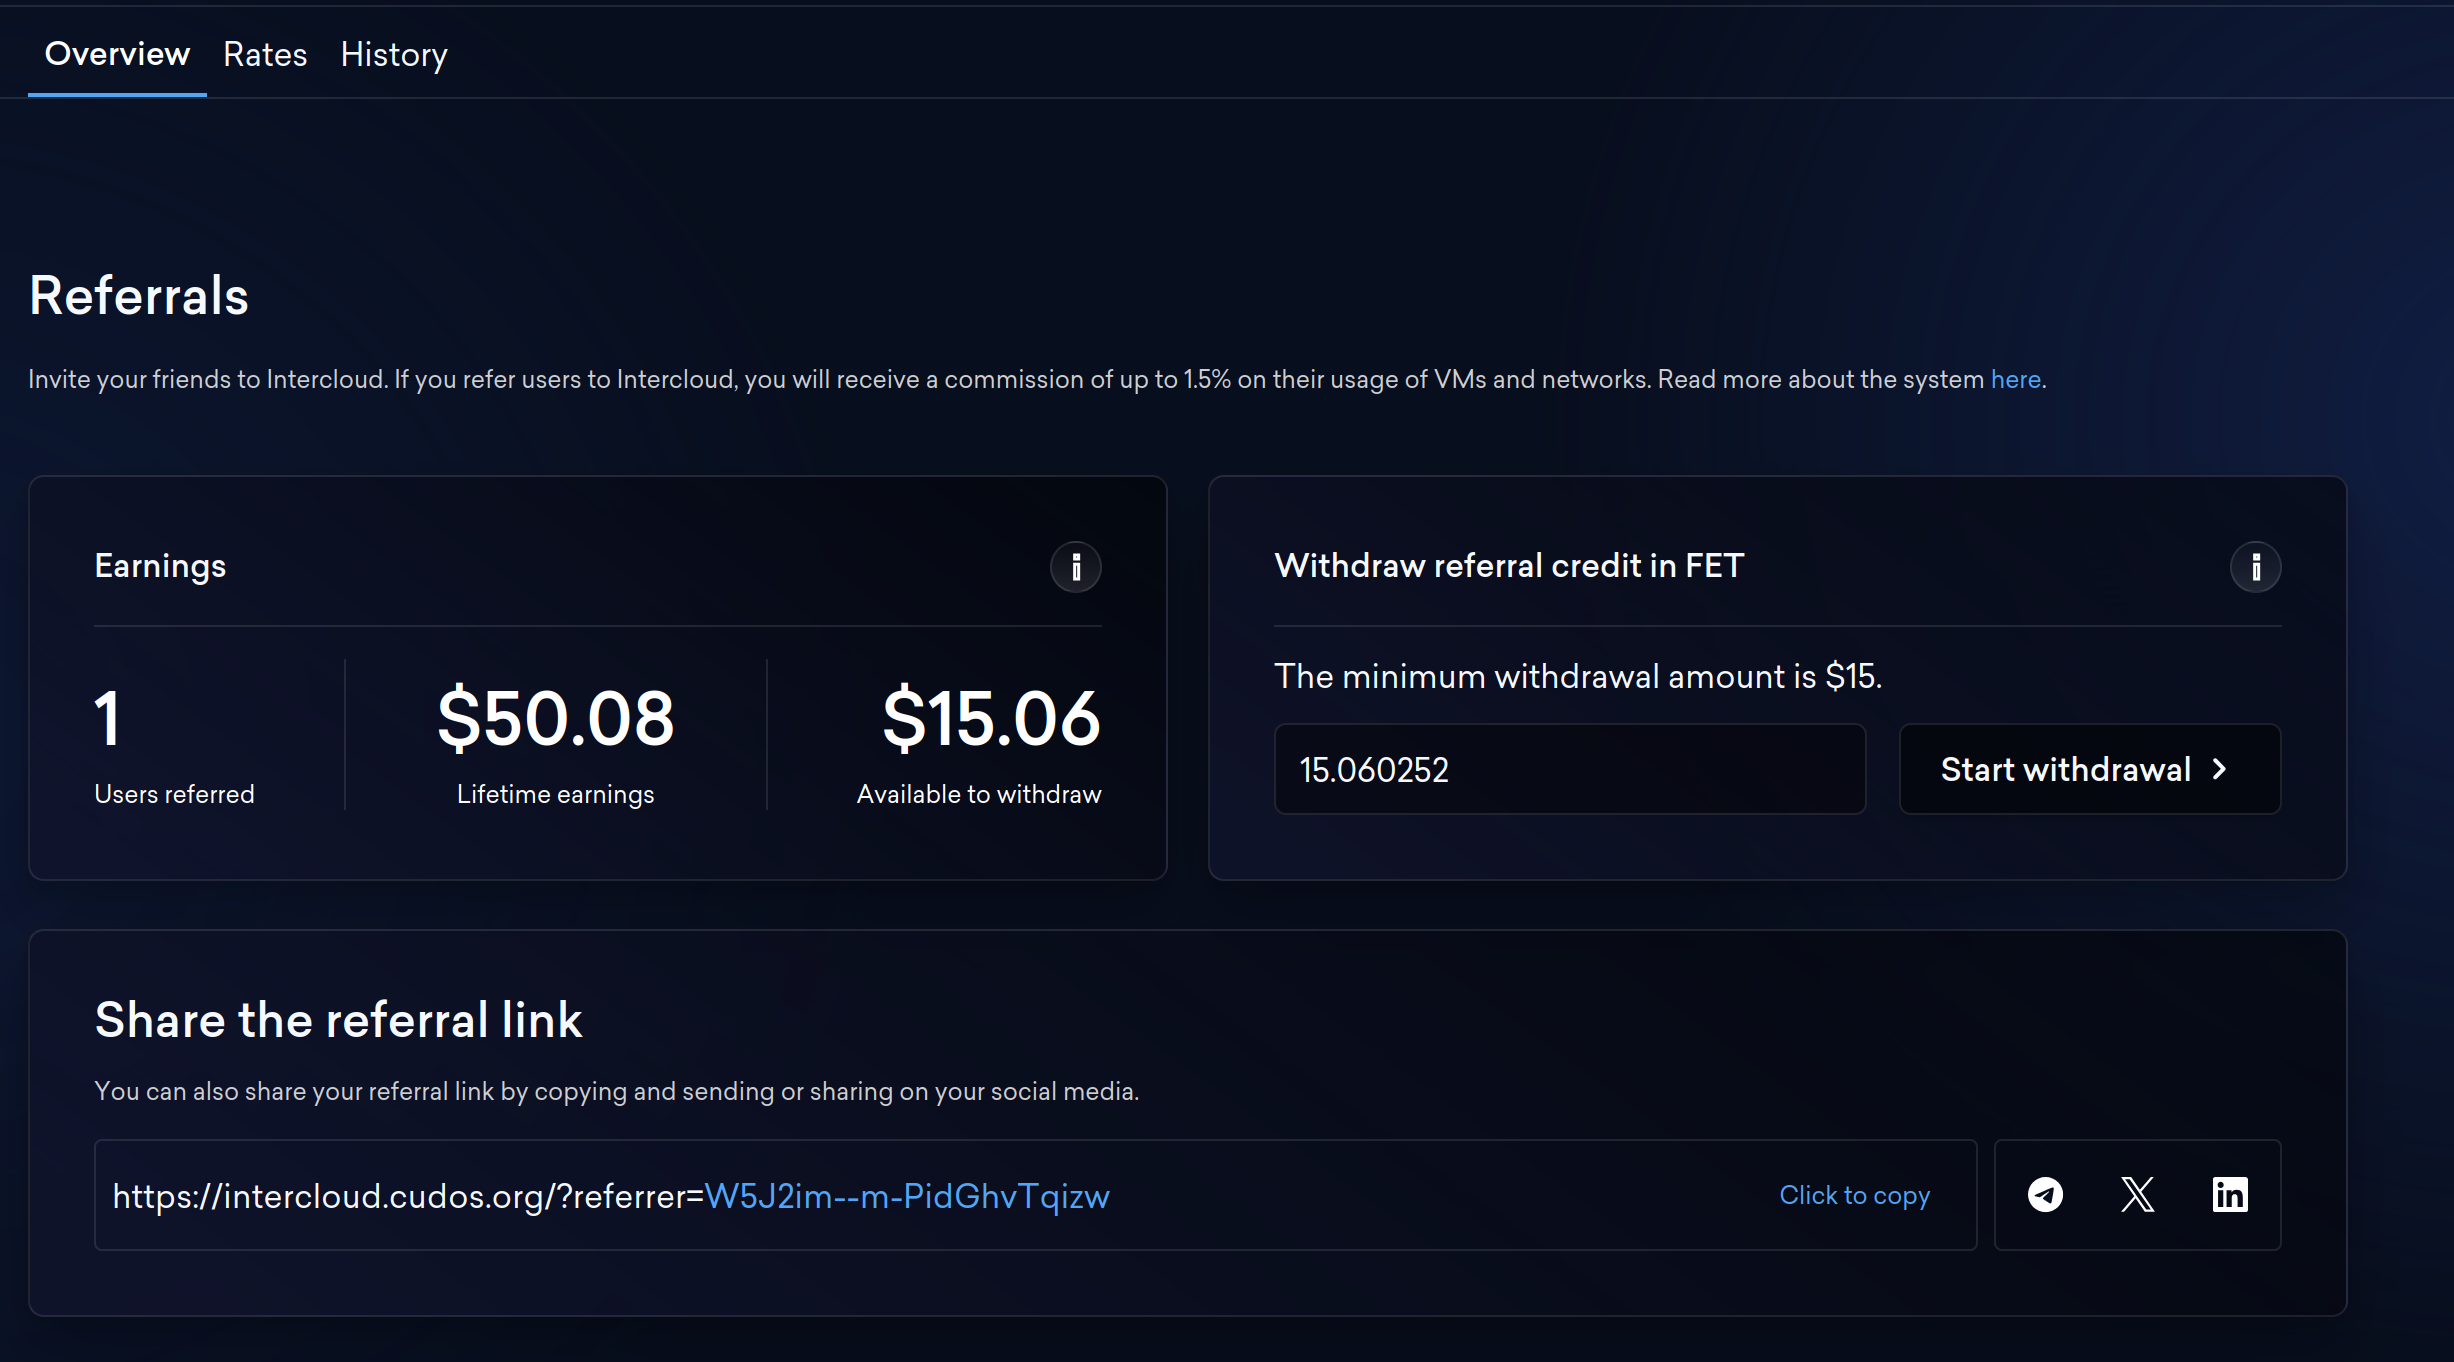 Overview Rates History
Referrals
Invite your friends to Intercloud. If you refer users to Intercloud, you will receive a commission of up to 1.5% on their usage of VMs and networks. Read more about the system here.
Earnings
1
Users referred
$50.08
Lifetime earnings
$15.06
Available to withdraw
Withdraw referral credit in FET
The minimum withdrawal amount is $15.
15.060252
Start withdrawal
Share the referral link
You can also share your referral link by copying and sending or sharing on your social media.
https://intercloud.cudos.org/?referrer=W5J2im--m-PidGhvTqizw
Click to copy